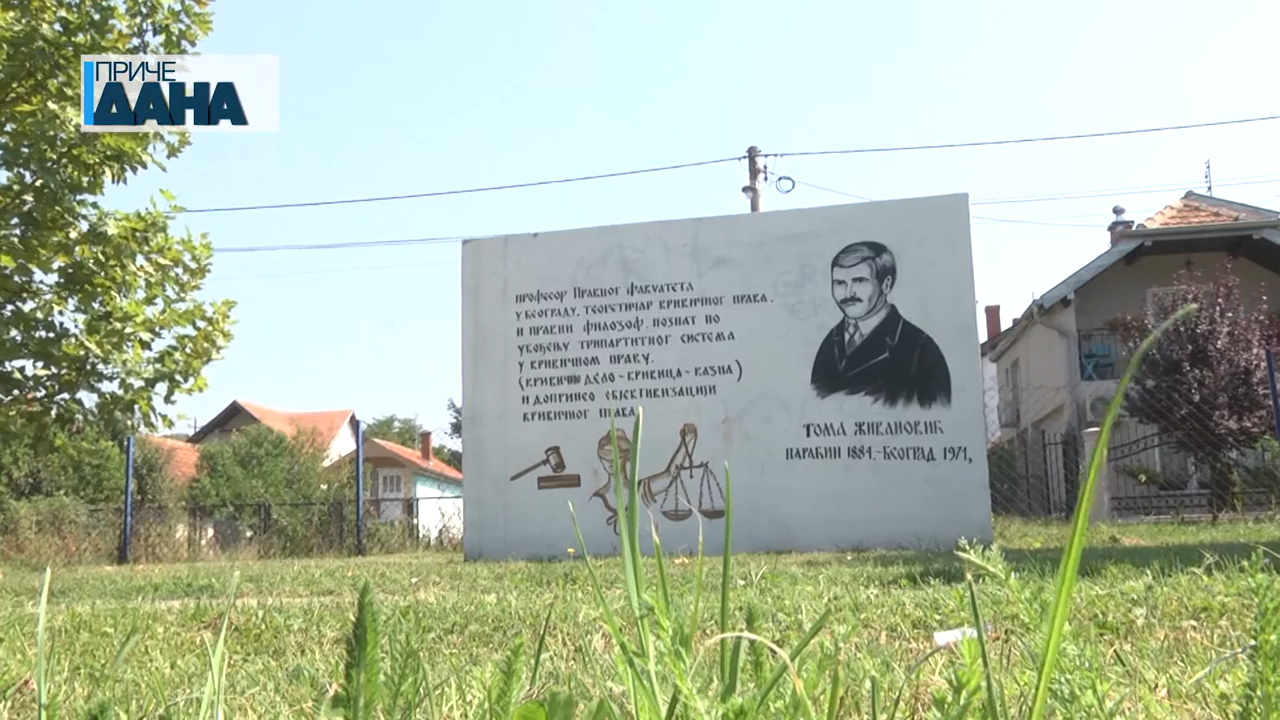 ПРИЧЕ
ДАНА
ПРОФЕСОР ПРАВНОГ ФАКУЛТЕТА
У БЕОГРАДУ, ТЕОРЕТИЧАР КРИВИЧНОГ ПРАВА.
И ПРАВНИ ФИЛОЗОФ. ПОЗНАТ ПО
УВОЂЕЊУ ТРИПАРТИТНОГ СИСТЕМА
У КРИВИЧНОМ ПРАВУ.
(КРИВИЧНО ДЕЛО-КРИВИЦА-КАЗНА)
И ДОПРИНЕО ОБЈЕКТИВИЗАЦИЈИ
КРИВИЧНОГ ПРАВА
ТОМА ЖИВАНОВИЋ
ПАРАЋИН 1884.-БЕОГРАД 1971,